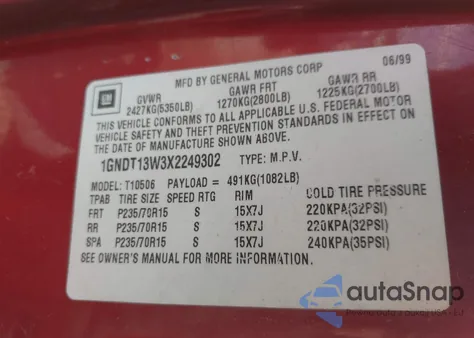 06/99
GM
MFD BY GENERAL MOTORS CORP
GVWR GAWR FRT GAWR RR
2427KG(5350LB) 1270KG(2800LB) 1225KG(2700LB)
THIS VEHICLE CONFORMS TO ALL APPLICABLE U.S. FEDERAL MOTOR
VEHICLE SAFETY AND THEFT PREVENTION STANDARDS IN EFFECT ON
THE DATE OF MANUFACTURE SHOWN ABOVE.
1GNDT13W3X2249302 TYPE: M.P.V.
MODEL: T10506 PAYLOAD = 491KG(1082LB)
TPAB TIRE SIZE SPEED RTG RIM COLD TIRE PRESSURE
FRT P235/70R15 S 15X7J 220KPA(32PSI)
RR P235/70R15 S 15X7J 220KPA(32PSI)
SPA P235/70R15 S 15X7J 240KPA(35PSI)
SEE OWNER'S MANUAL FOR MORE INFORMATION.
autoSnap